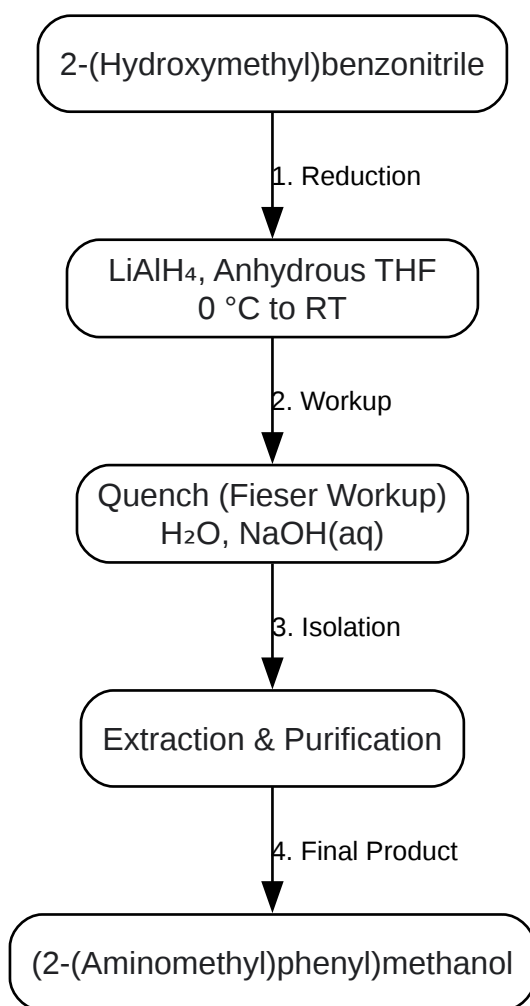 2-(Hydroxymethyl)benzonitrile
1. Reduction
LiAlH₄, Anhydrous THF
0 °C to RT
2. Workup
Quench (Fieser Workup)
H₂O, NaOH(aq)
3. Isolation
Extraction & Purification
4. Final Product
(2-(Aminomethyl)phenyl)methanol